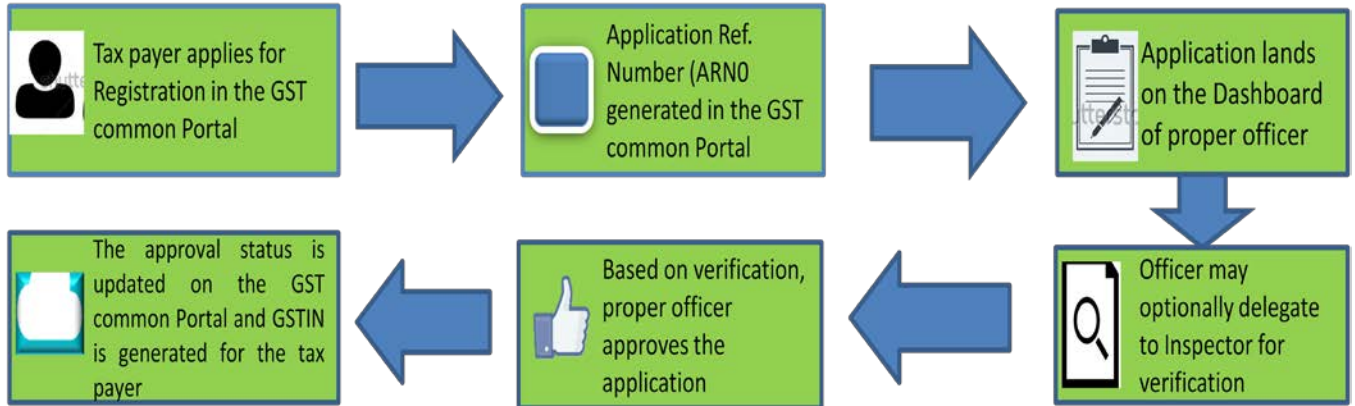 Tax payer applies for
Registration in the GST
common Portal
Application Ref.
Number (ARN0
generated in the GST
common Portal
Application lands
on the Dashboard
of proper officer
Officer may
optionally delegate
to Inspector for
verification
Based on verification,
proper officer
approves the
application
The approval status is
updated on the GST
common Portal and GSTIN
is generated for the tax
payer